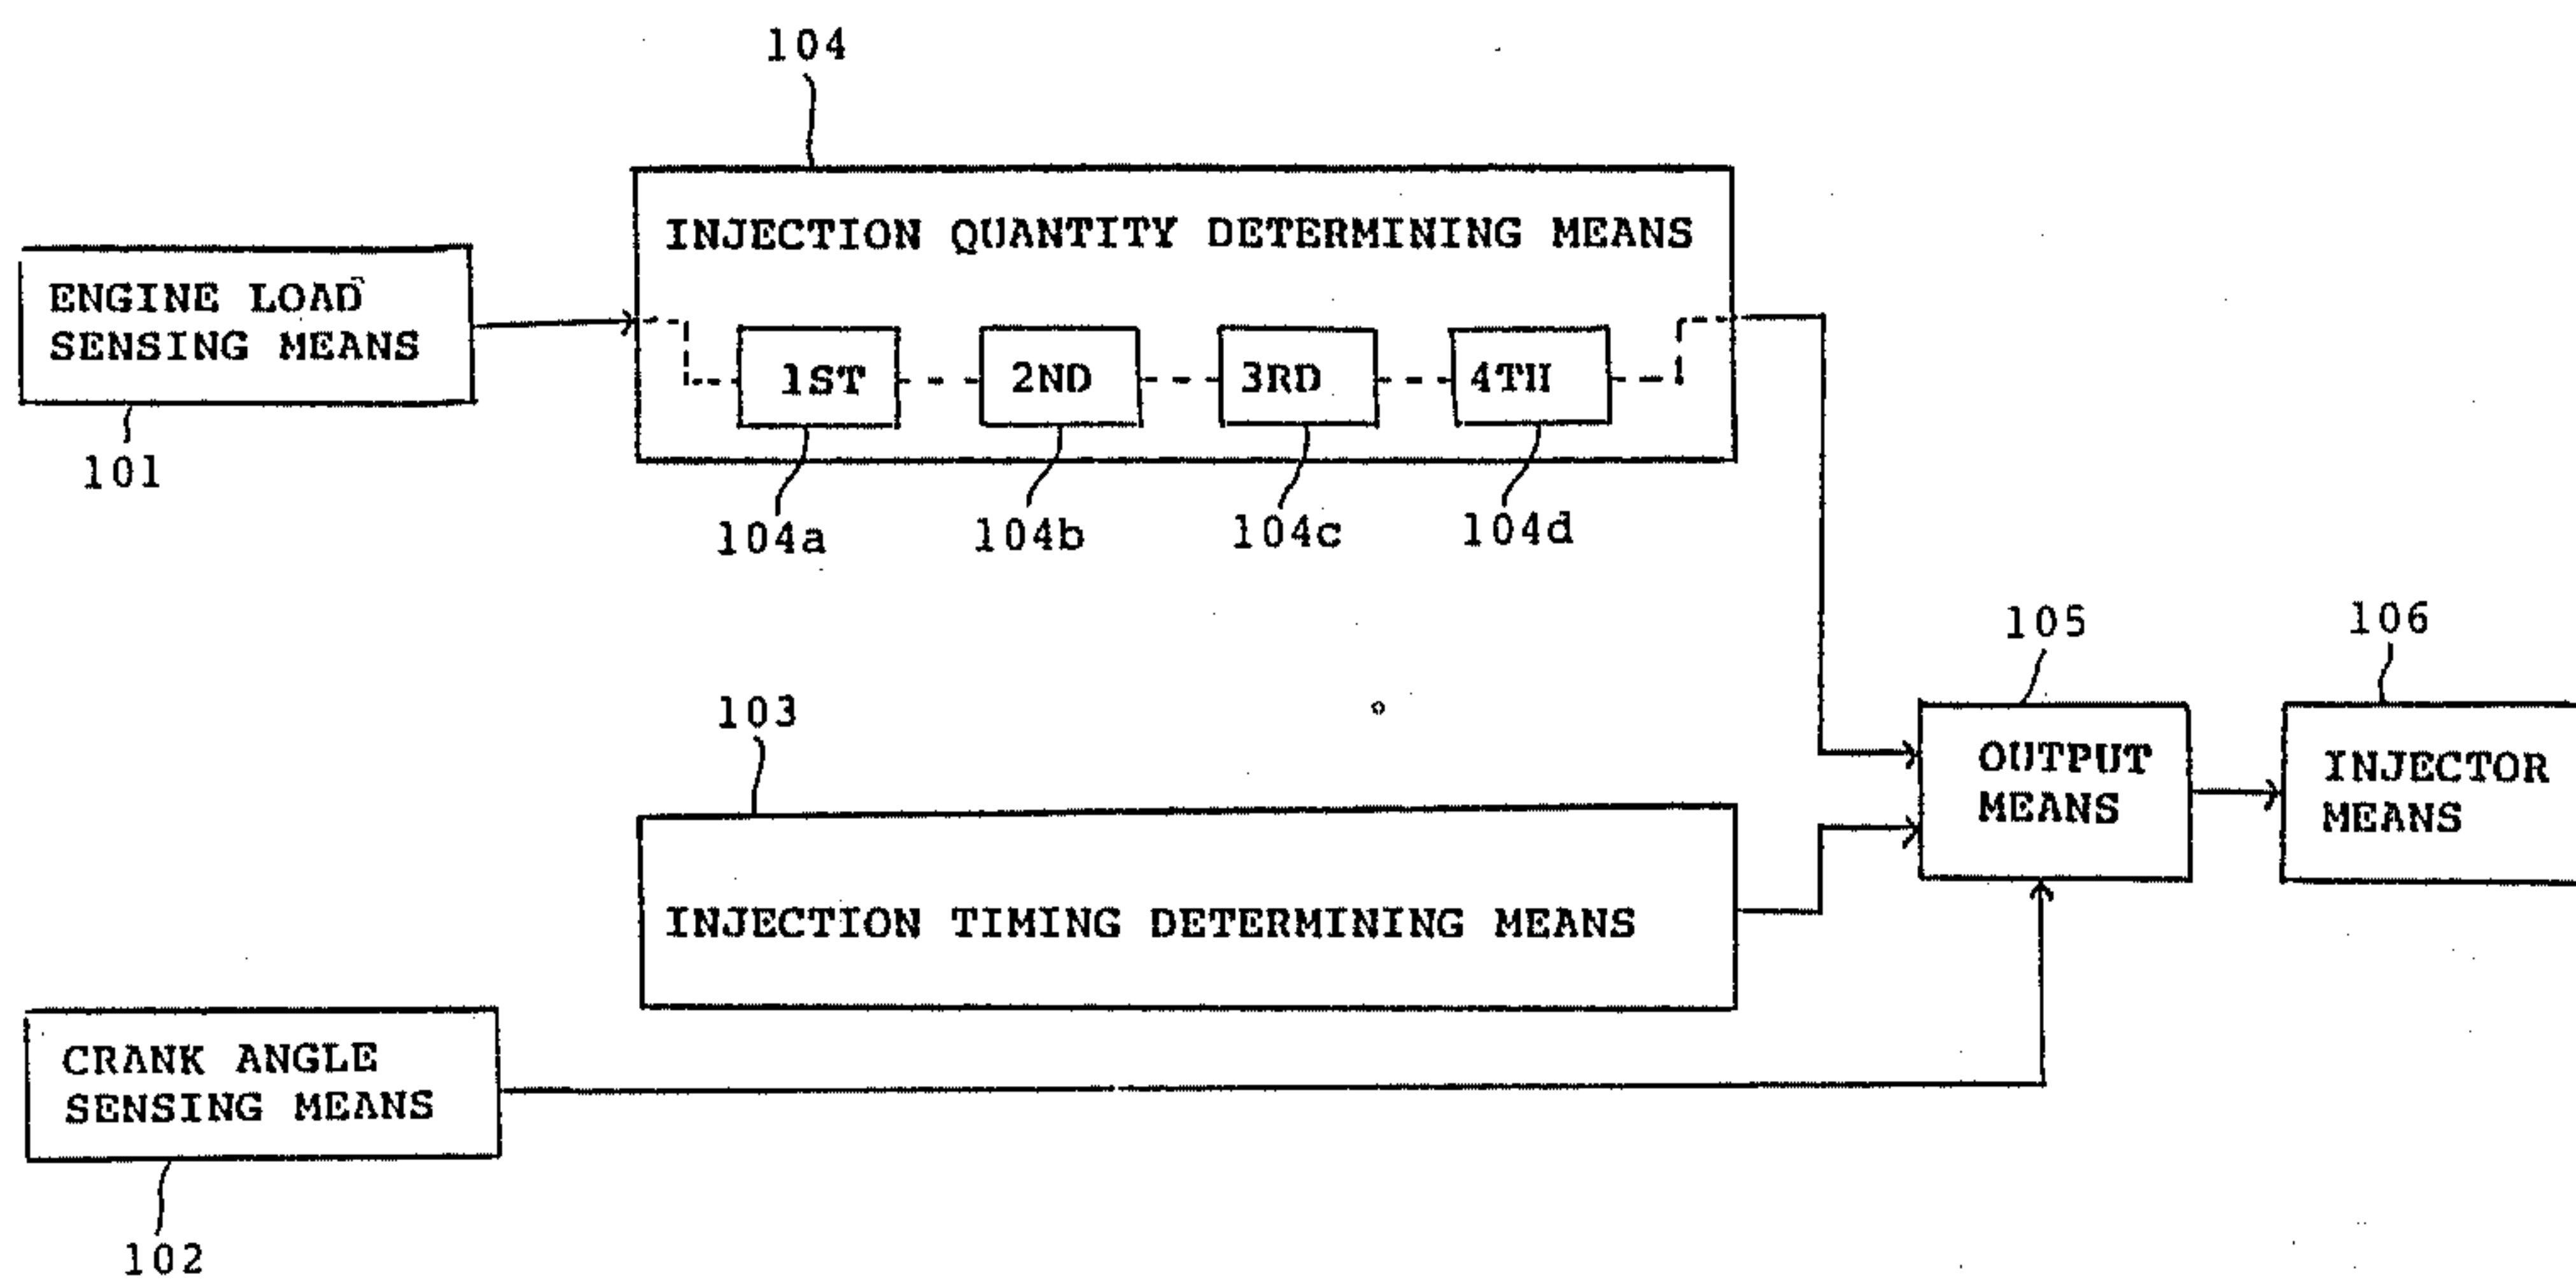 104
INJECTION QUANTITY DETERMINING MEANS
ENGINE LOAD
SENSING MEANS
1ST
2ND
3RD
4TH
101
104a
104b
104c
104d
105
106
103
OUTPUT
MEANS
INJECTOR
MEANS
INJECTION TIMING DETERMINING MEANS
CRANK ANGLE
SENSING MEANS
102